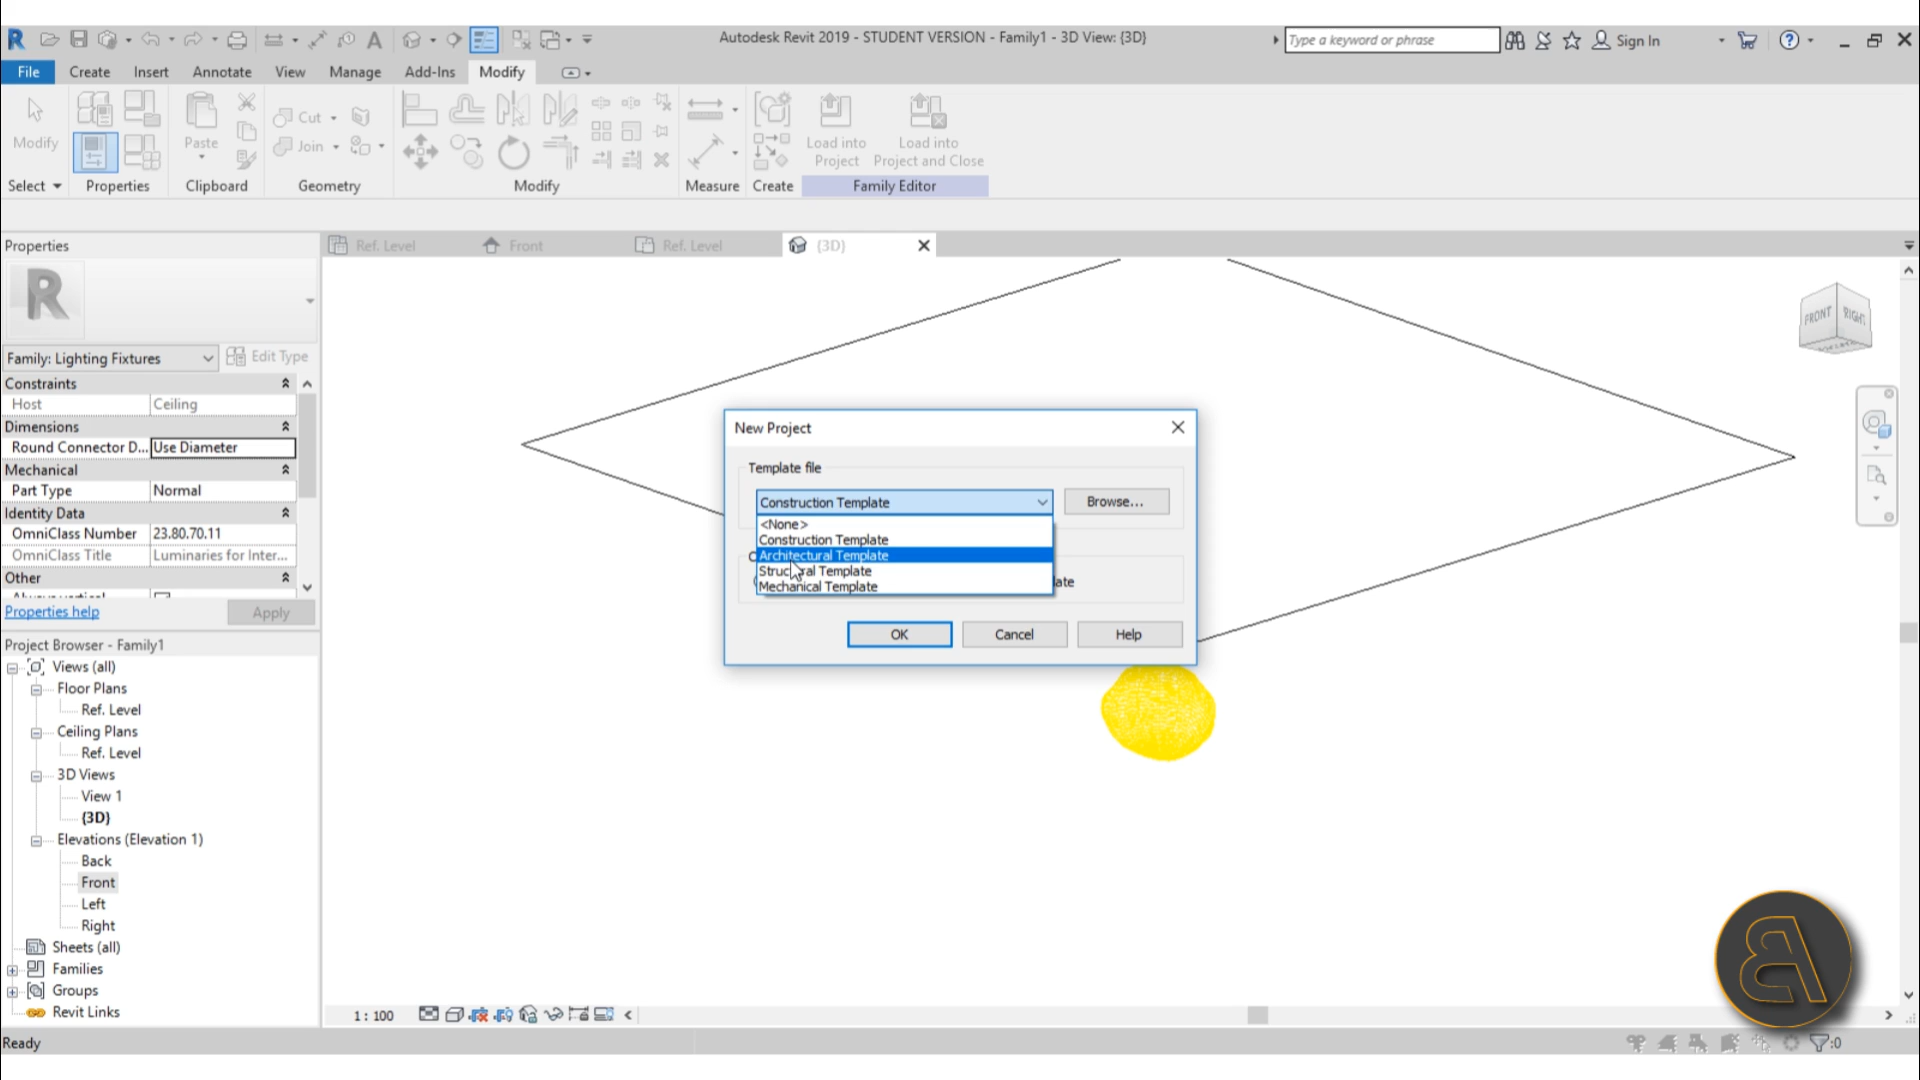 Autodesk Revit 2019 - STUDENT VERSION - Family1 - 3D View: {3D}
Type a keyword or phrase
Sign In
File Create Insert Annotate View Manage Add-Ins Modify
Modify
Paste
Cut
Join
Load into Project
Load into Project and Close
Select Properties Clipboard Geometry Modify Measure Create Family Editor
Properties
Ref. Level
Front
Ref. Level
{3D}
FRONT
RIGHT
R
Family: Lighting Fixtures
Edit Type
Constraints
Host Ceiling
Dimensions
Round Connector D... Use Diameter
Mechanical
Part Type Normal
Identity Data
OmniClass Number 23.80.70.11
OmniClass Title Luminaries for Inter...
Other
Properties help
Apply
Project Browser - Family1
Views (all)
Floor Plans
Ref. Level
Ceiling Plans
Ref. Level
3D Views
View 1
{3D}
Elevations (Elevation 1)
Back
Front
Left
Right
Sheets (all)
Families
Groups
Revit Links
New Project
Template file
Construction Template
Browse...
<None>
Construction Template
Architectural Template
Structural Template
Mechanical Template
OK
Cancel
Help
1 : 100
Ready
:0